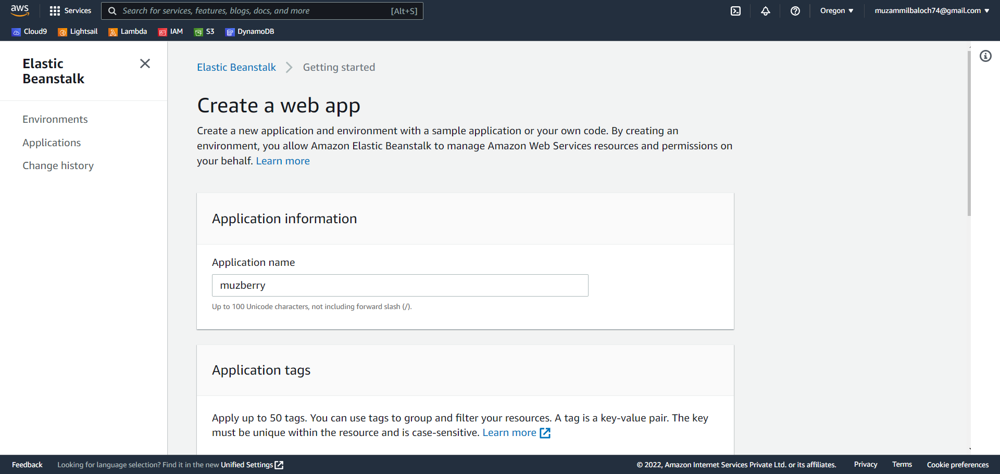 aws
Services
Search for services, features, blogs, docs, and more
[Alt+S]
Oregon
muzammilbaloch74@gmail.com
Cloud9
Lightsail
Lambda
IAM
S3
DynamoDB
Elastic
Beanstalk
Environments
Applications
Change history
Elastic Beanstalk
Getting started
Create a web app
Create a new application and environment with a sample application or your own code. By creating an
environment, you allow Amazon Elastic Beanstalk to manage Amazon Web Services resources and permissions on
your behalf. Learn more
Application information
Application name
muzberry
Up to 100 Unicode characters, not including forward slash (/).
Application tags
Apply up to 50 tags. You can use tags to group and filter your resources. A tag is a key-value pair. The key
must be unique within the resource and is case-sensitive. Learn more
Feedback
Looking for language selection? Find it in the new Unified Settings
© 2022, Amazon Internet Services Private Ltd. or its affiliates.
Privacy
Terms
Cookie preferences